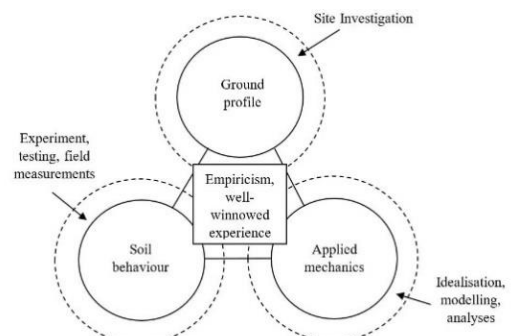 Site Investigation
Ground
profile
Experiment,
testing, field
measurements
Empiricism,
well-
winnowed
experience
Soil
behaviour
Applied
mechanics
Idealisation,
modelling,
analyses